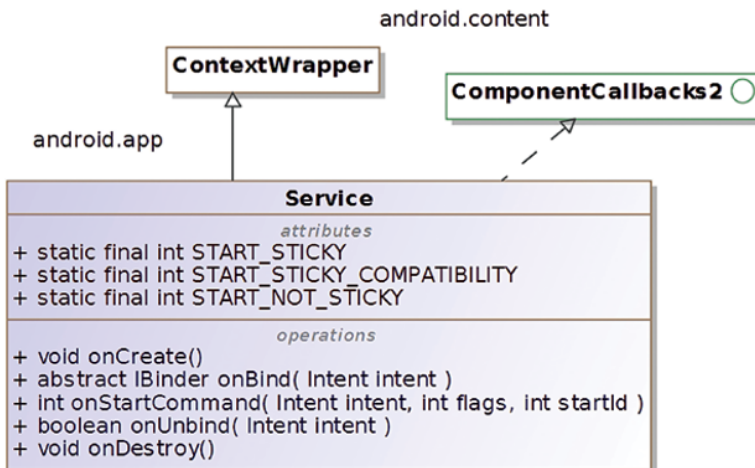 android.content
ContextWrapper
ComponentCallbacks2
android.app
Service
attributes
+ static final int START_STICKY
+ static final int START_STICKY_COMPATIBILITY
+ static final int START_NOT_STICKY
operations
+ void onCreate()
+ abstract IBinder onBind( Intent intent )
+ int onStartCommand( Intent intent, int flags, int startId )
+ boolean onUnbind( Intent intent )
+ void onDestroy()